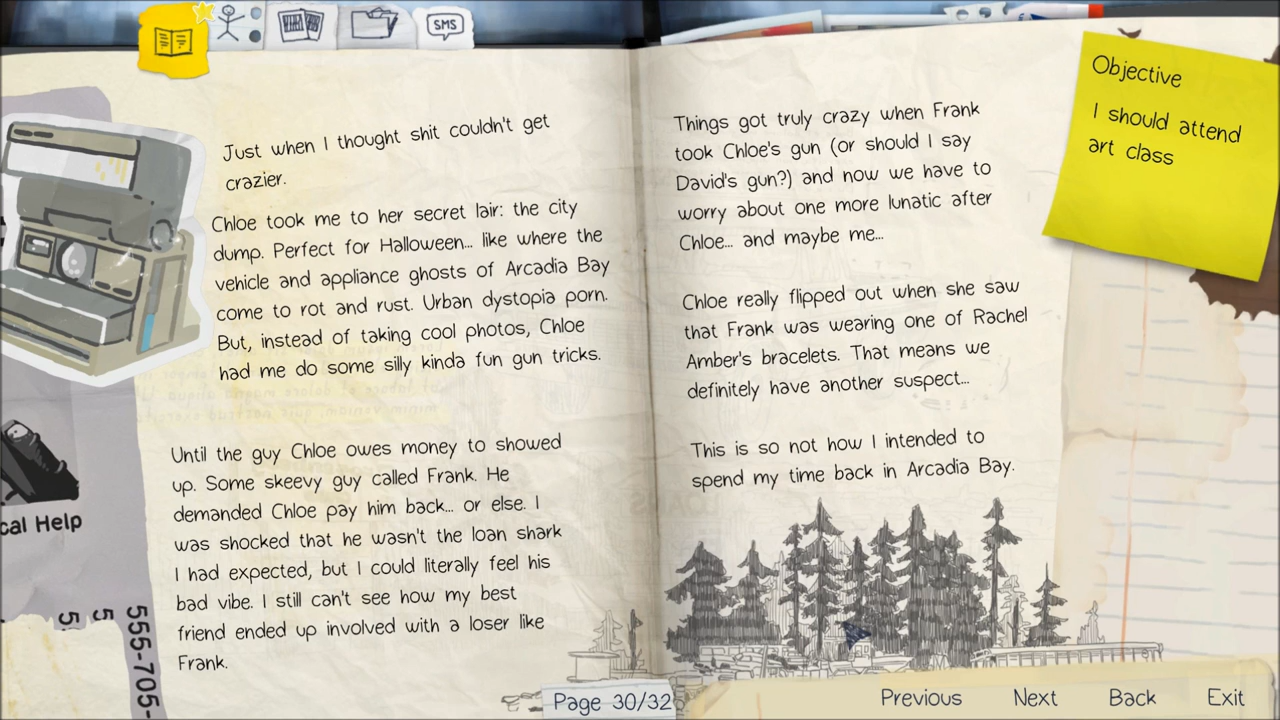 SMS
Just when I thought shit couldn't get
crazier.
Chloe took me to her secret lair: the city
dump. Perfect for Halloween... like where the
vehicle and appliance ghosts of Arcadia Bay
come to rot and rust. Urban dystopia porn.
But, instead of taking cool photos, Chloe
had me do some silly kinda fun gun tricks.
Until the guy Chloe owes money to showed
up. Some skeevy guy called Frank. He
demanded Chloe pay him back... or else. I
was shocked that he wasn't the loan shark
I had expected, but I could literally feel his
bad vibe. I still can't see how my best
friend ended up involved with a loser like
Frank.
Things got truly crazy when Frank
took Chloe's gun (or should I say
David's gun?) and now we have to
worry about one more lunatic after
Chloe... and maybe me...
Chloe really flipped out when she saw
that Frank was wearing one of Rachel
Amber's bracelets. That means we
definitely have another suspect...
This is so not how I intended to
spend my time back in Arcadia Bay.
Objective
I should attend
art class
cal Help
555-705-
Page 30/32
Previous
Next
Back
Exit